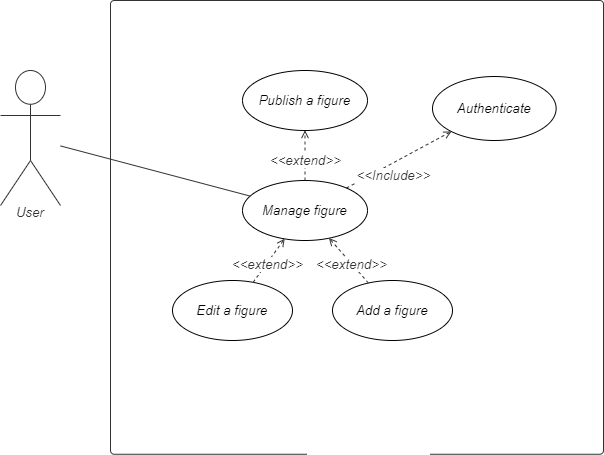 Publish a figure
Authenticate
<<extend>>
<<Include>>
User
Manage figure
<<extend>>
<<extend>>
Edit a figure
Add a figure